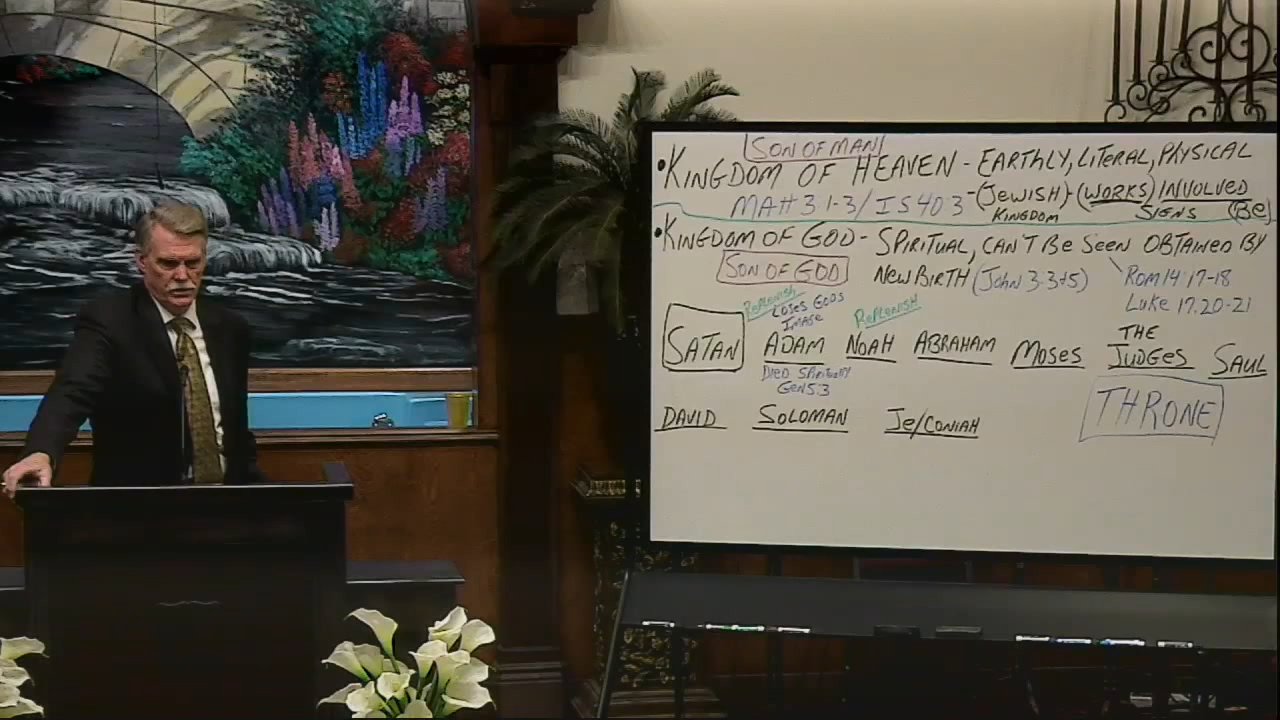 SON OF MAN
• KINGDOM OF HEAVEN - EARTHLY, LITERAL, PHYSICAL
MATT 3 1-3 / IS 40 3 - (JEWISH) - (WORKS) INVOLVED
KINGDOM SIGNS (Be)
• KINGDOM OF GOD - SPIRITUAL, CAN'T BE SEEN OBTAINED BY
SON OF GOD NEW BIRTH (John 3-3+5) Rom 14:17-18
Luke 17.20-21
REPLENISH LOSES GODS IMAGE REPLENISH
SATAN ADAM NOAH ABRAHAM MOSES THE JUDGES SAUL
DIED SPIRITUALLY
Gen 5.3
DAVID SOLOMAN Je/CONIAH THRONE